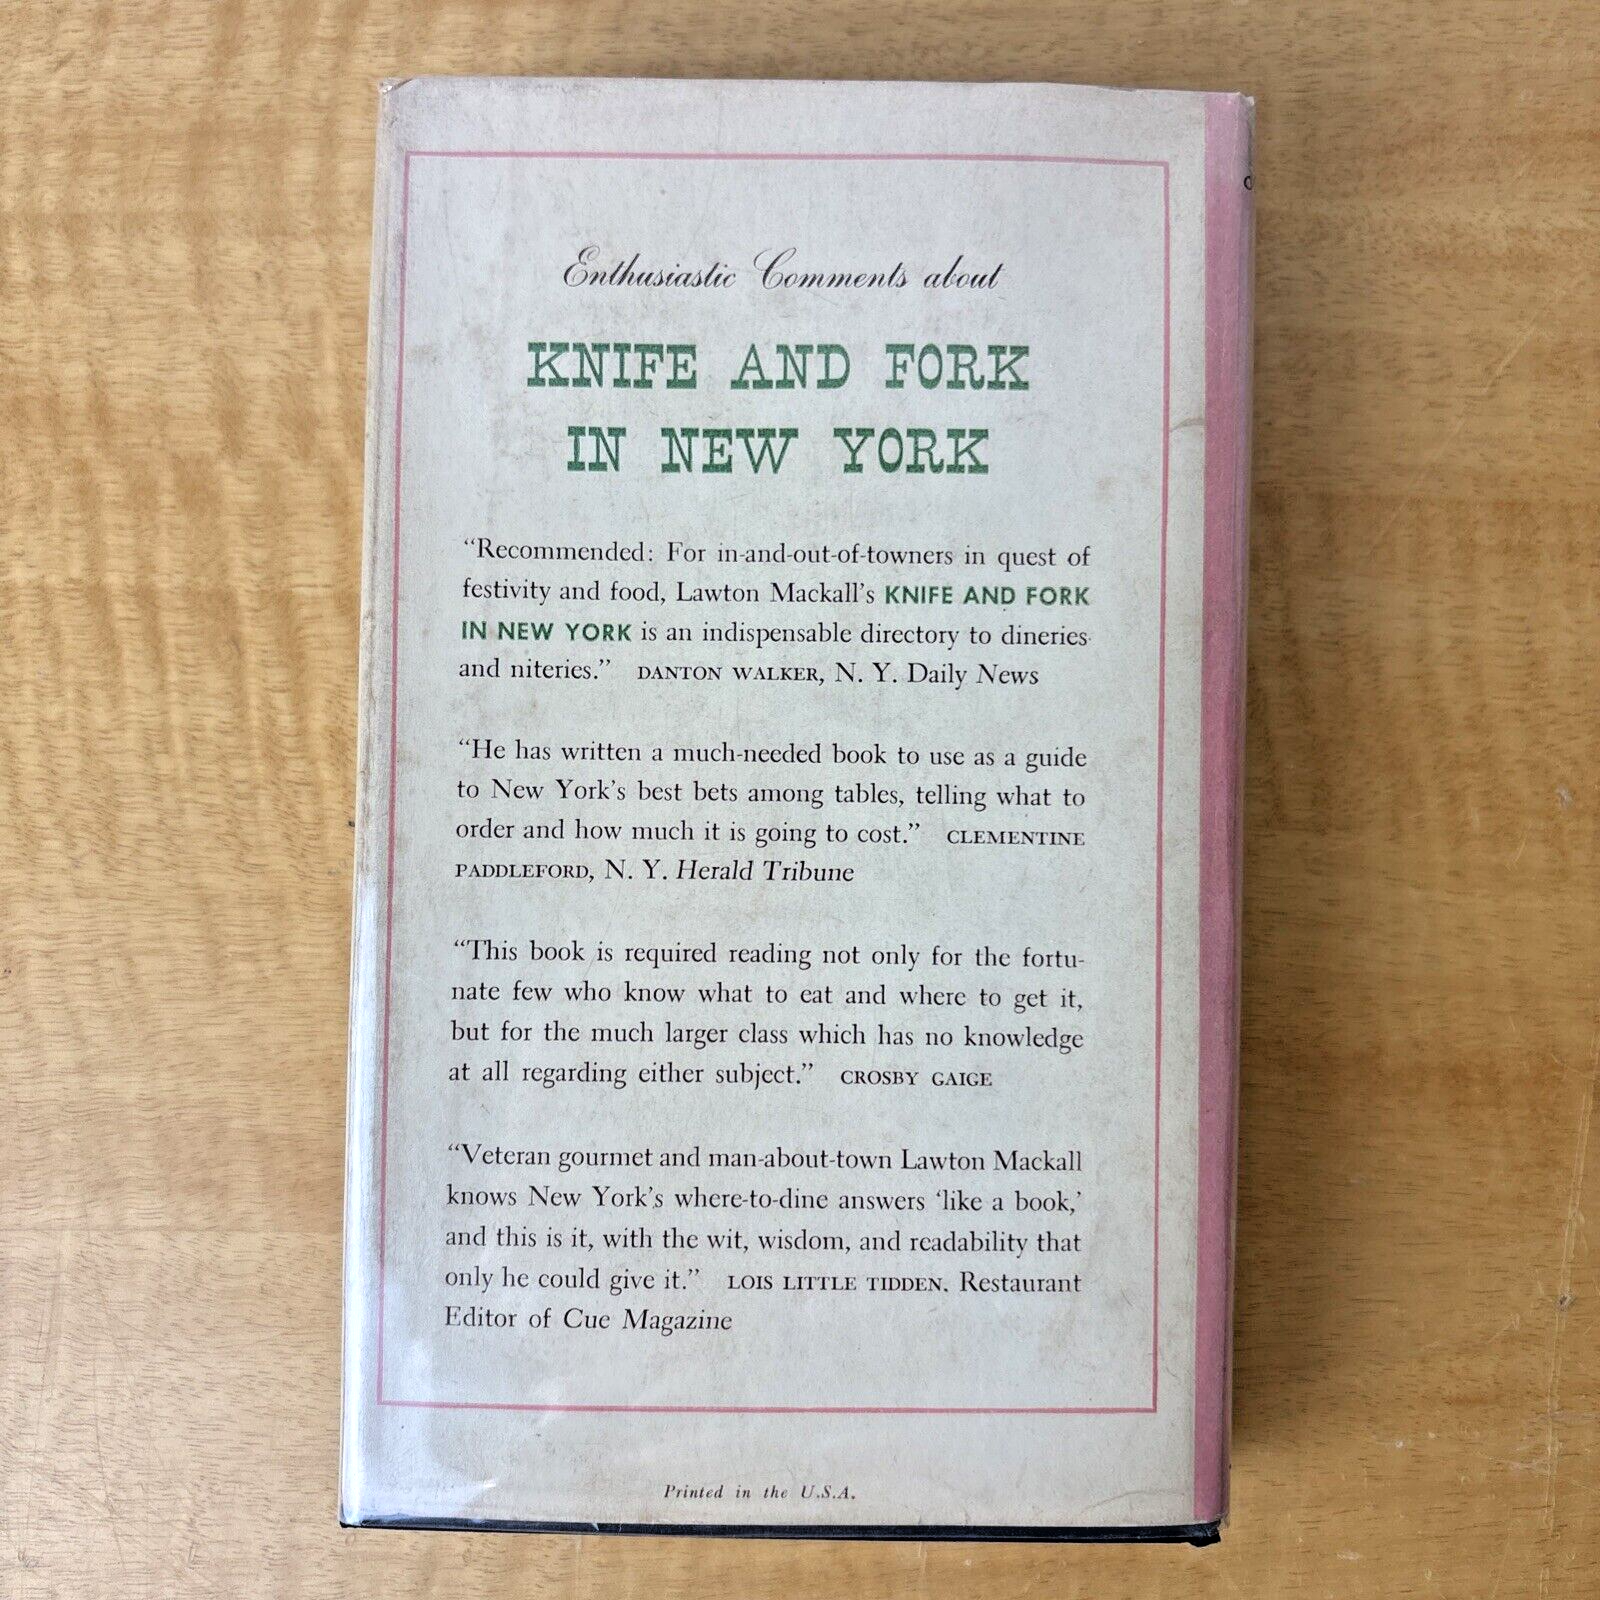 Enthusiastic Comments about
KNIFE AND FORK
IN NEW YORK
“Recommended: For in-and-out-of-towners in quest of
festivity and food, Lawton Mackall’s KNIFE AND FORK
IN NEW YORK is an indispensable directory to dineries
and niteries.” DANTON WALKER, N. Y. Daily News
“He has written a much-needed book to use as a guide
to New York’s best bets among tables, telling what to
order and how much it is going to cost.” CLEMENTINE
PADDLEFORD, N. Y. Herald Tribune
“This book is required reading not only for the fortu-
nate few who know what to eat and where to get it,
but for the much larger class which has no knowledge
at all regarding either subject.” CROSBY GAIGE
“Veteran gourmet and man-about-town Lawton Mackall
knows New York’s where-to-dine answers ‘like a book,’
and this is it, with the wit, wisdom, and readability that
only he could give it.” LOIS LITTLE TIDDEN. Restaurant
Editor of Cue Magazine
Printed in the U.S.A.